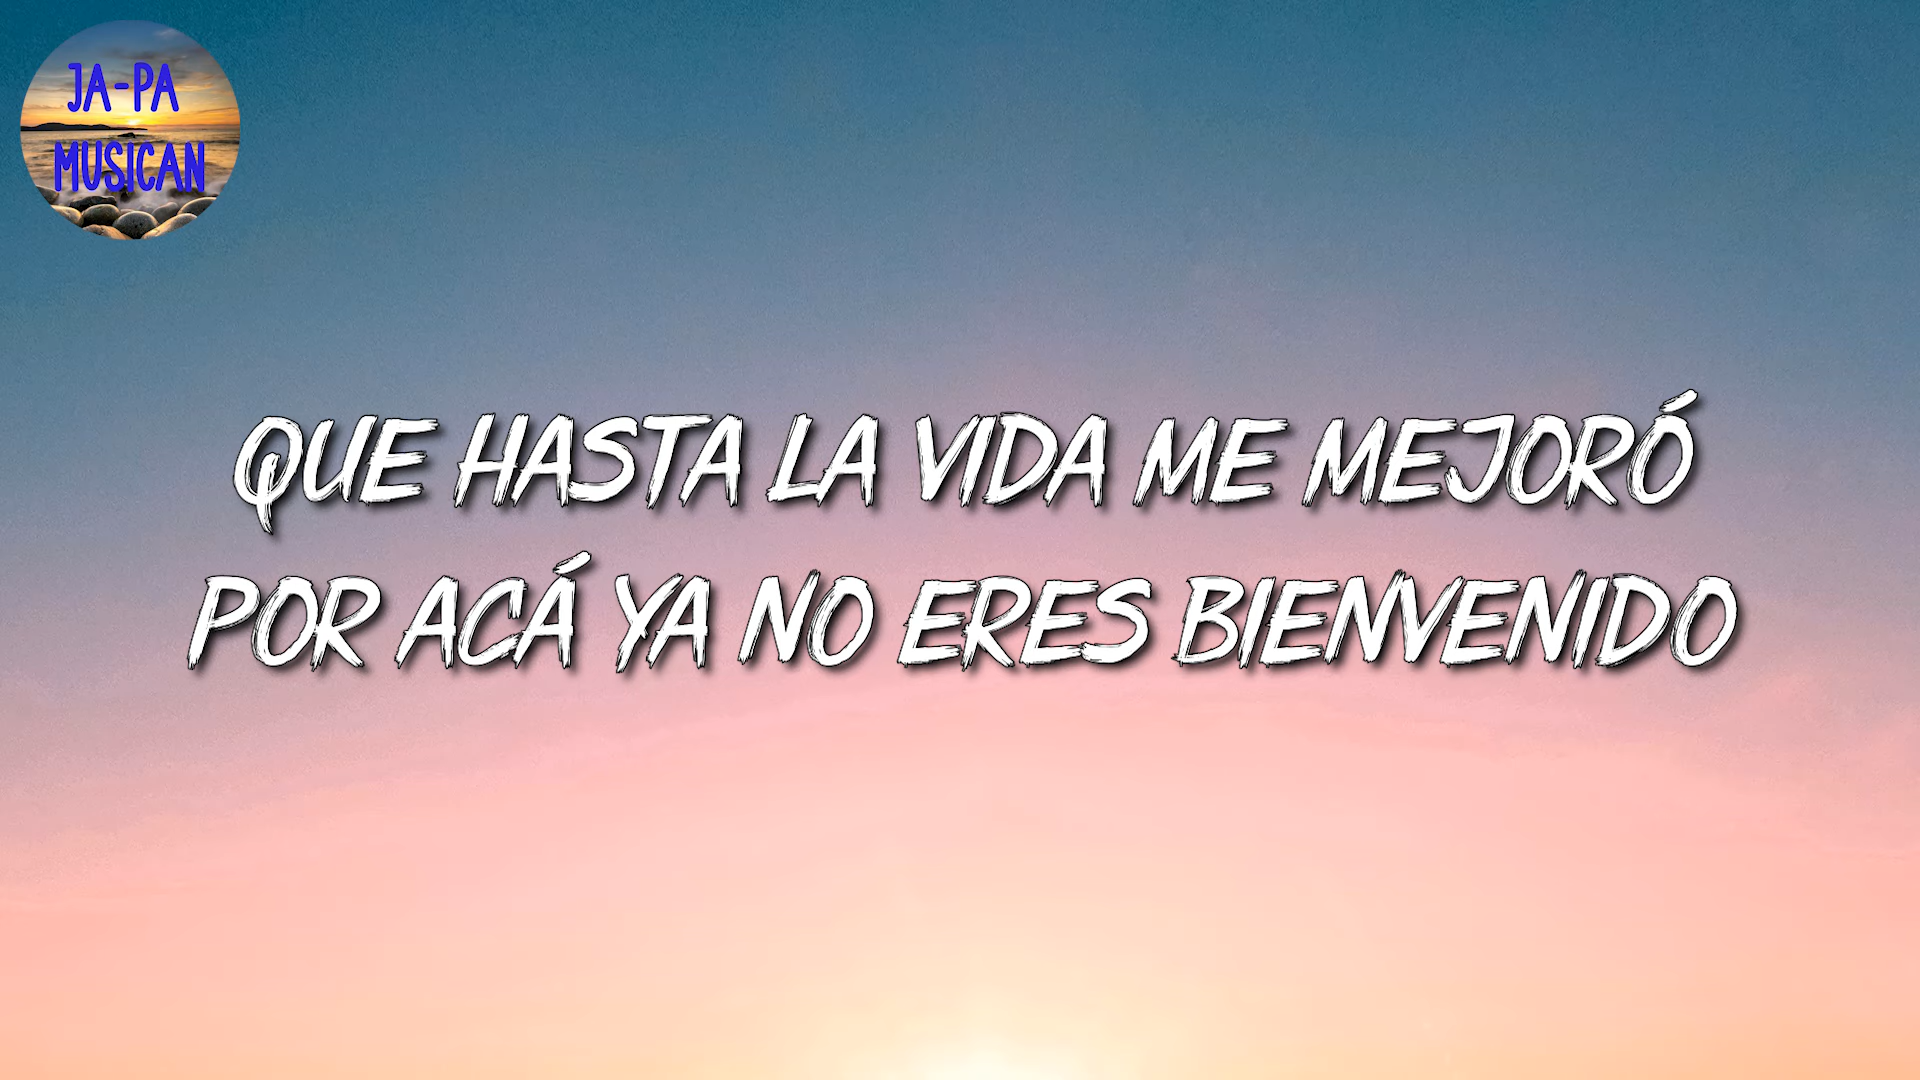 JA-PA
MUSICAN
QUE HASTA LA VIDA ME MEJORÓ
POR ACÁ YA NO ERES BIENVENIDO